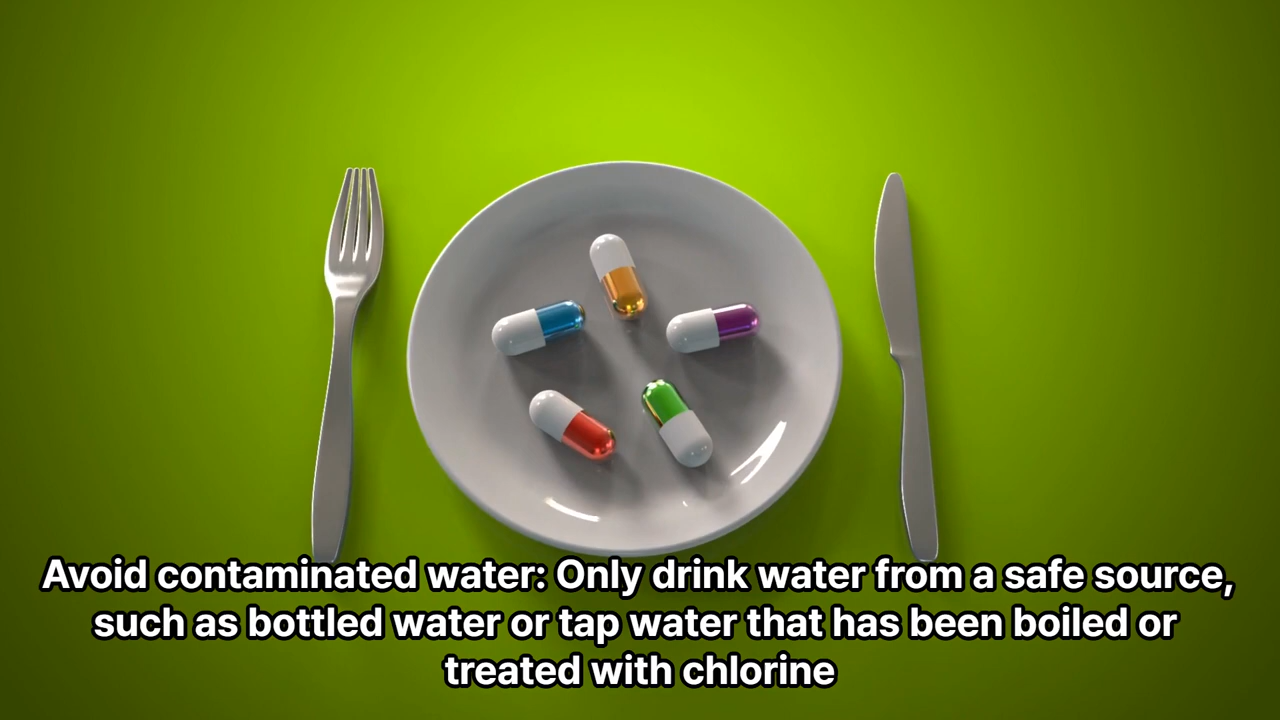 Avoid contaminated water: Only drink water from a safe source,
such as bottled water or tap water that has been boiled or
treated with chlorine